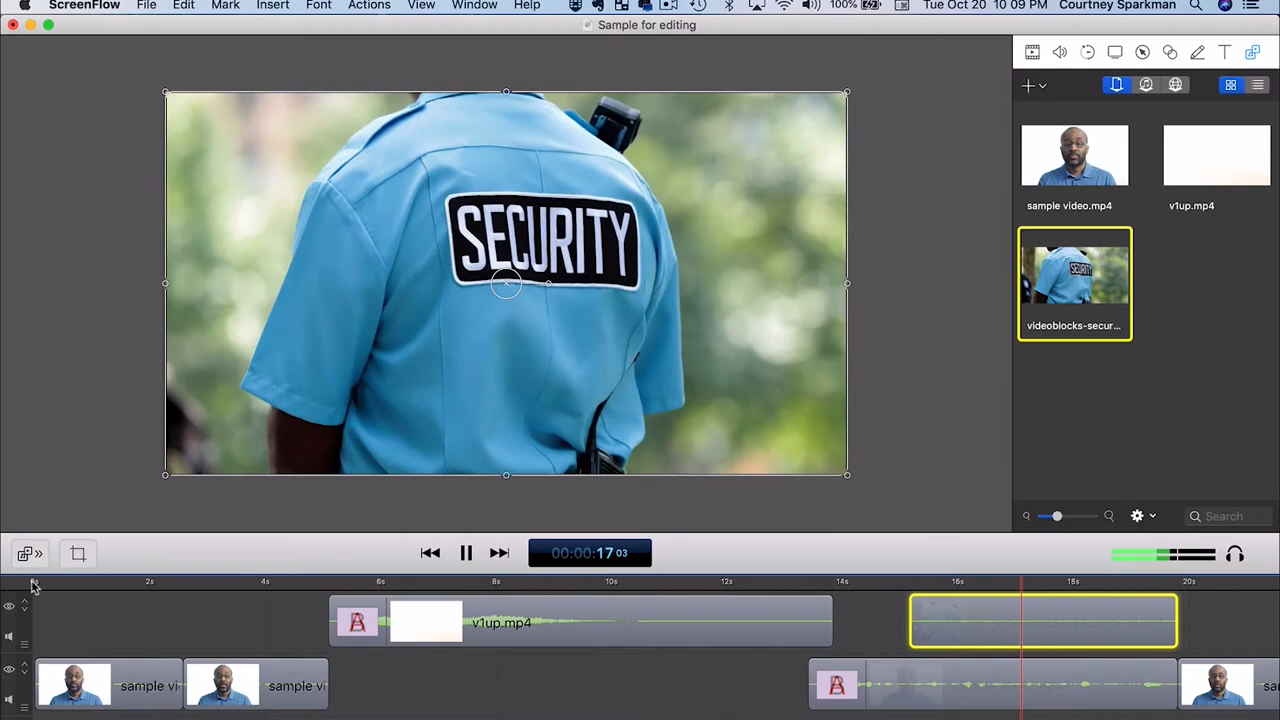 ScreenFlow File Edit Mark Insert Font Actions View Window Help 100% Tue Oct 20 10 09 PM Courtney Sparkman
Sample for editing
SECURITY
sample video.mp4 v1up.mp4
SECURITY
videoblocks-secur...
Search
00:00:17 03
2s 4s 6s 8s 10s 12s 14s 16s 18s 20s
A v1up.mp4
sample vi sample vi A